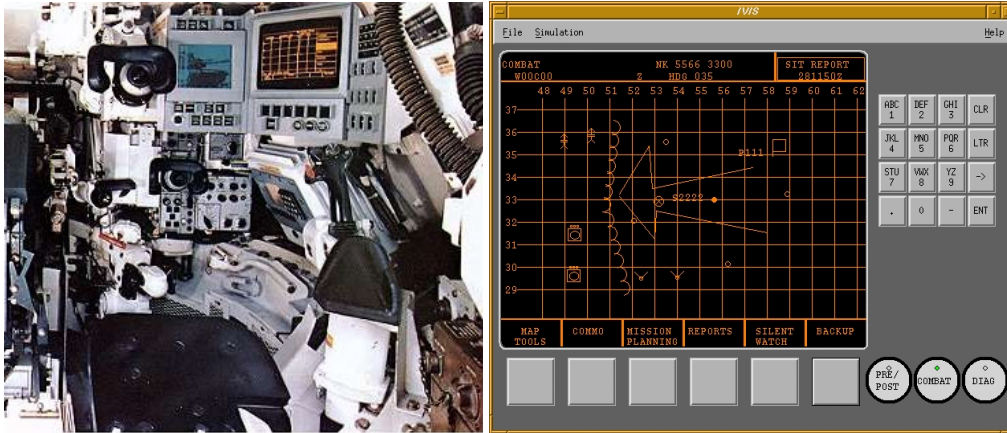 IVIS
File Simulation Help
COMBAT NK 5566 3300 SIT REPORT
W00C00 Z HDG 035 281150Z
48 49 50 51 52 53 54 55 56 57 58 59 60 61 62
37
36
35
34
33
32
31
30
29
P111
S2222
MAP TOOLS
COMMO
MISSION PLANNING
REPORTS
SILENT WATCH
BACKUP
ABC 1
DEF 2
GHI 3
CLR
JKL 4
MNO 5
PQR 6
LTR
STU 7
VWX 8
YZ 9
->
.
0
-
ENT
PRE/ POST
COMBAT
DIAG